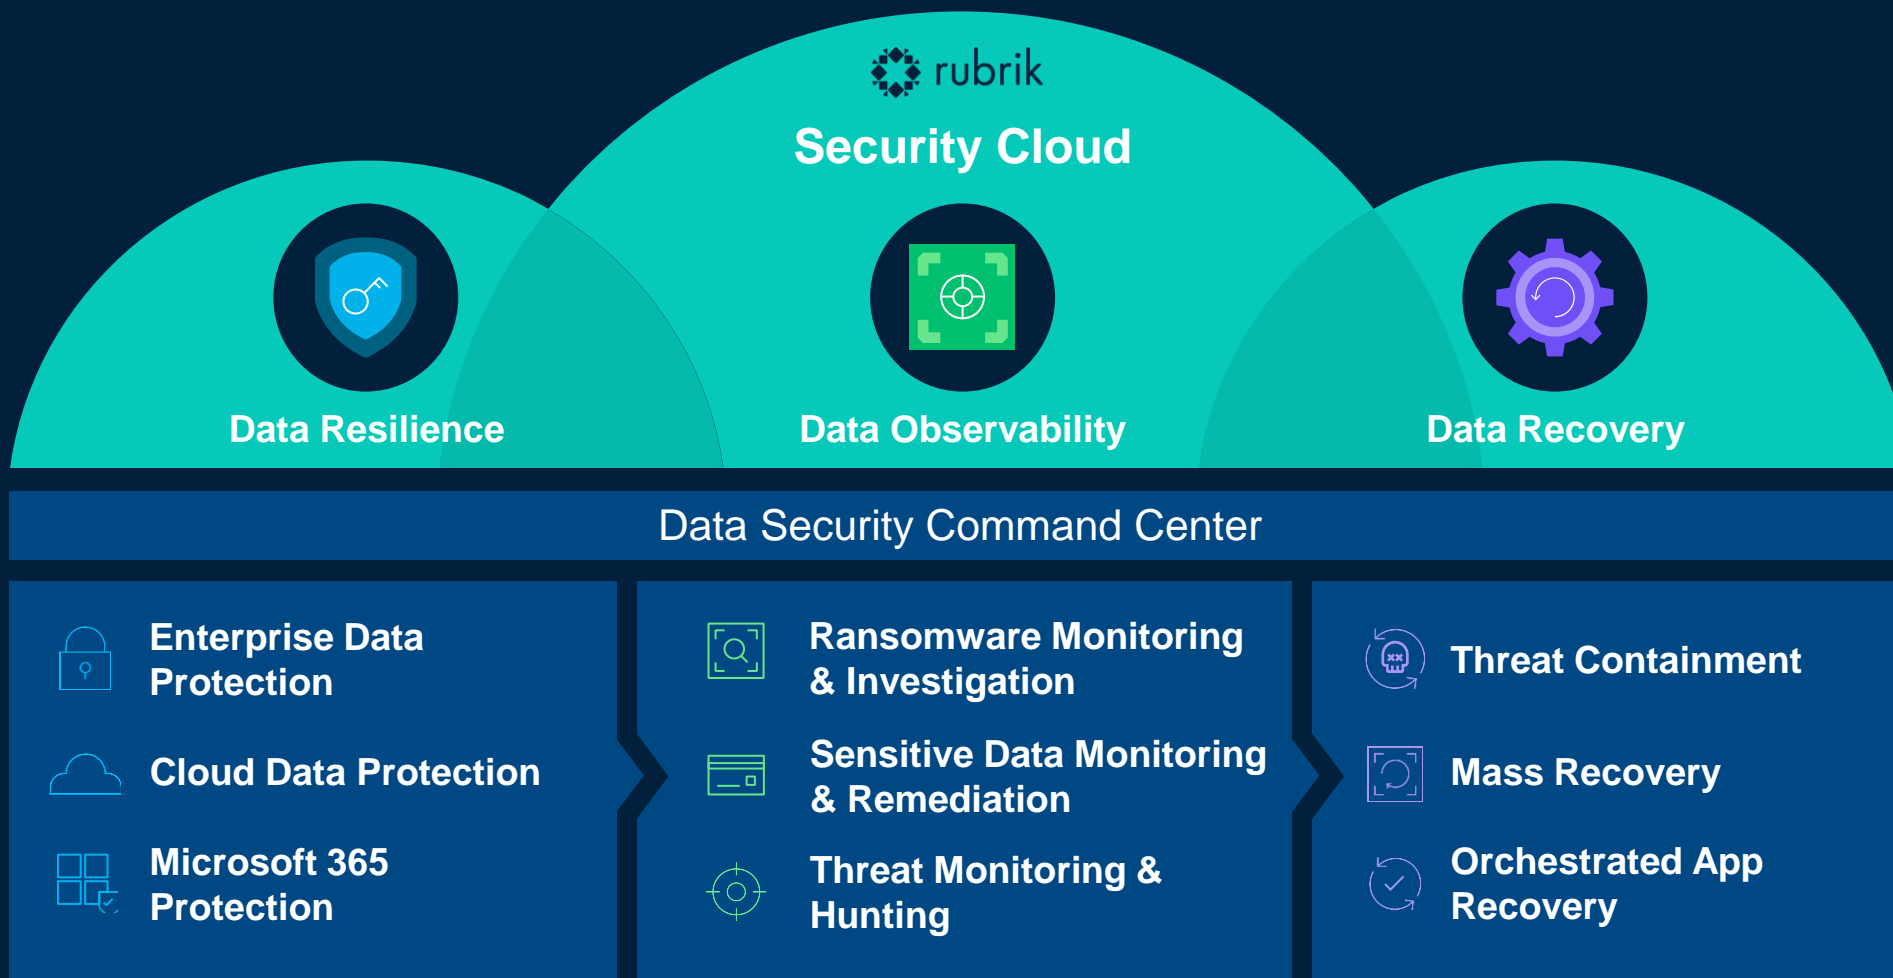 rubrik
Security Cloud
Data Resilience
Data Observability
Data Recovery
Data Security Command Center
Enterprise Data
Protection
Cloud Data Protection
Microsoft 365
Protection
Ransomware Monitoring
& Investigation
Sensitive Data Monitoring
& Remediation
Threat Monitoring &
Hunting
Threat Containment
Mass Recovery
Orchestrated App
Recovery